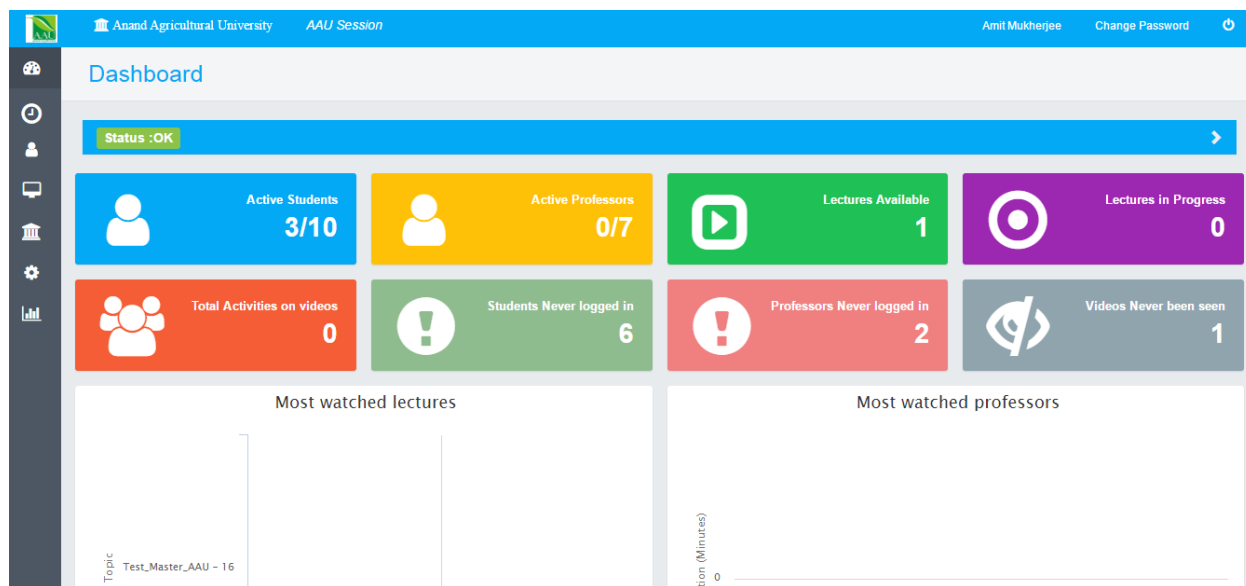 AAU
Anand Agricultural University
AAU Session
Amit Mukherjee
Change Password
Dashboard
Status :OK
Active Students
3/10
Active Professors
0/7
Lectures Available
1
Lectures in Progress
0
Total Activities on videos
0
Students Never logged in
6
Professors Never logged in
2
Videos Never been seen
1
Most watched lectures
Most watched professors
Topic
Test_Master_AAU - 16
tion (Minutes)
0